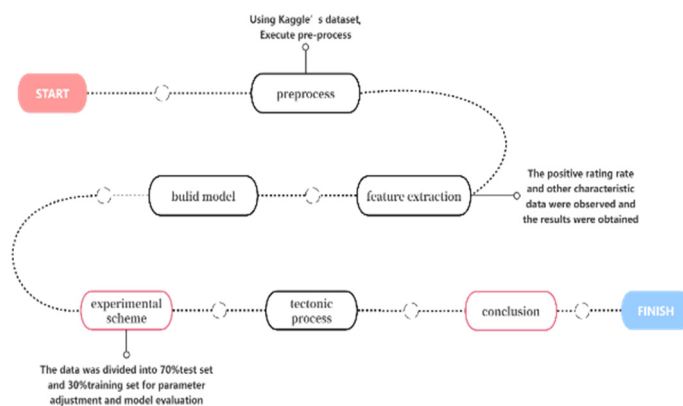 Using Kaggle's dataset,
Execute pre-process
START
preprocess
bulid model
feature extraction
The positive rating rate
and other characteristic
data were observed and
the results were obtained
experimental
scheme
tectonic
process
conclusion
FINISH
The data was divided into 70%test set
and 30%training set for parameter
adjustment and model evaluation